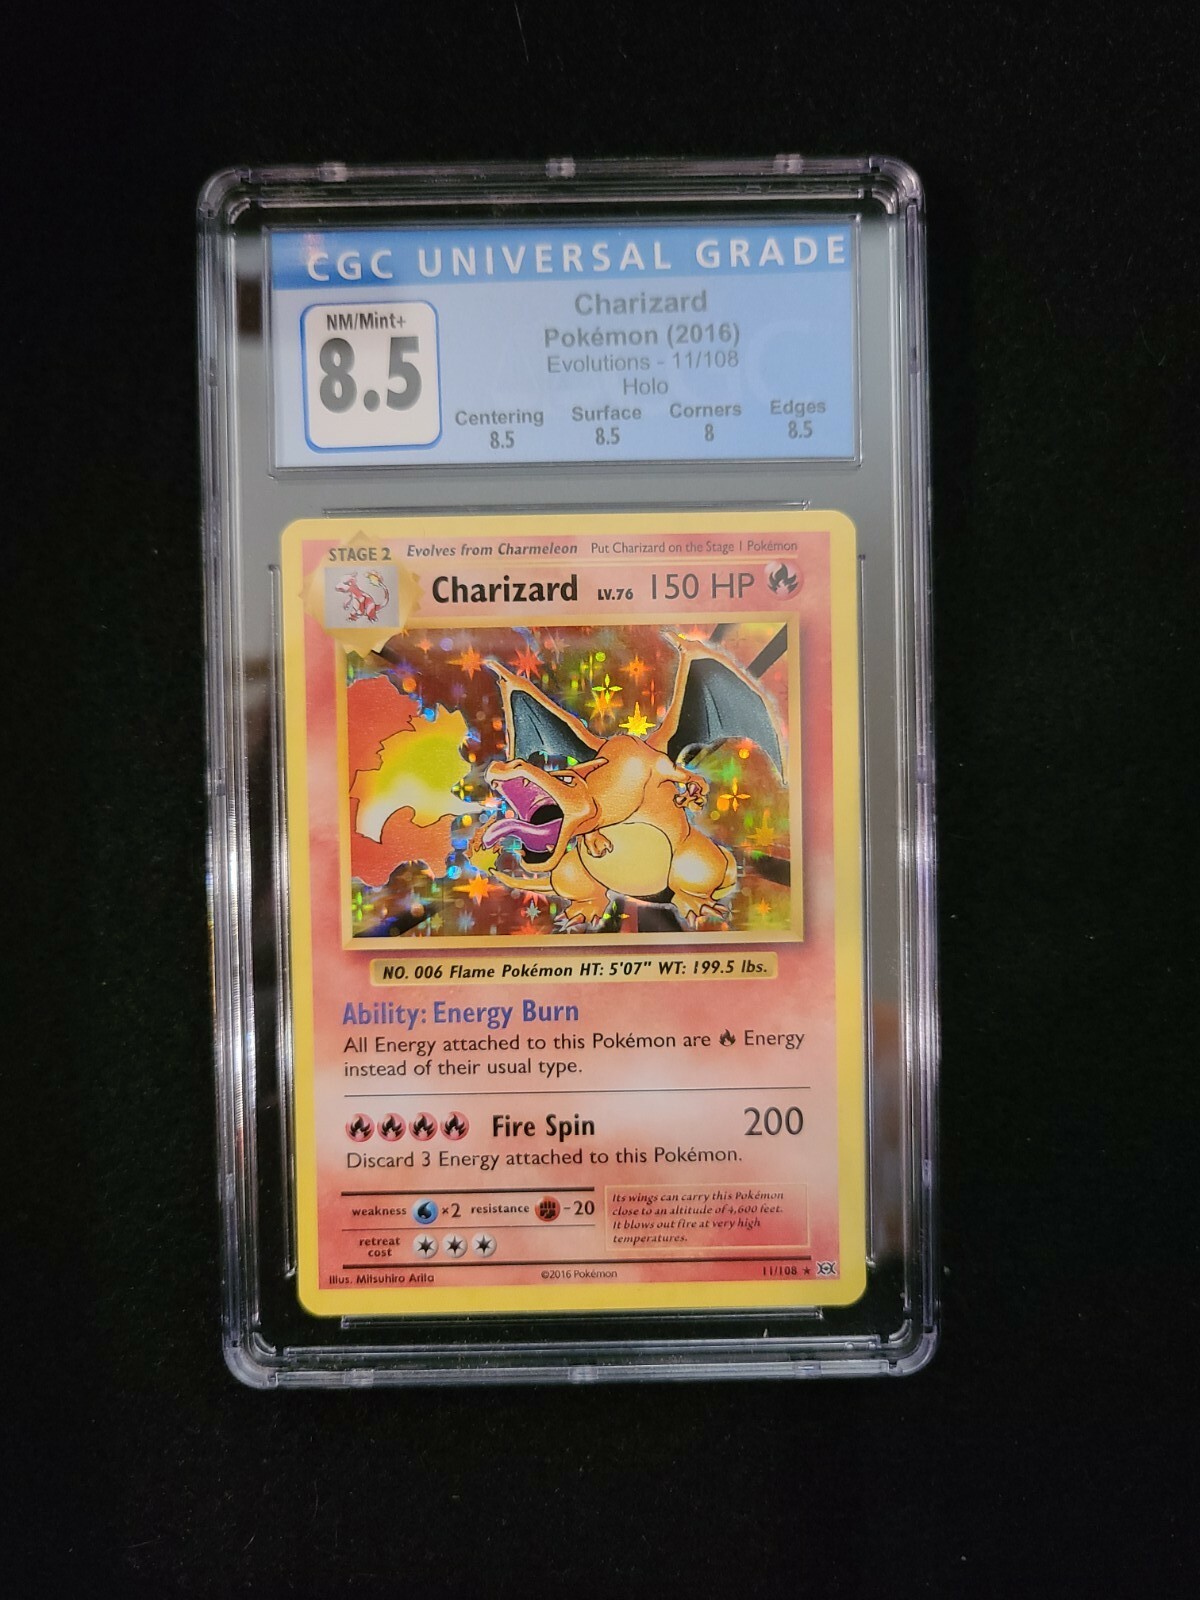 CGC UNIVERSAL GRADE
NM/Mint+
8.5
Charizard
Pokémon (2016)
Evolutions - 11/108
Holo
Centering Surface Corners Edges
8.5 8.5 8 8.5
STAGE 2 Evolves from Charmeleon Put Charizard on the Stage 1 Pokémon
Charizard LV.76 150 HP
NO. 006 Flame Pokémon HT: 5'07" WT: 199.5 lbs.
Ability: Energy Burn
All Energy attached to this Pokémon are Energy
instead of their usual type.
Fire Spin 200
Discard 3 Energy attached to this Pokémon.
weakness ×2 resistance -20
retreat
cost
Its wings can carry this Pokémon
close to an altitude of 4,600 feet.
It blows out fire at very high
temperatures.
Illus. Mitsuhiro Arita ©2016 Pokémon 11/108 ★